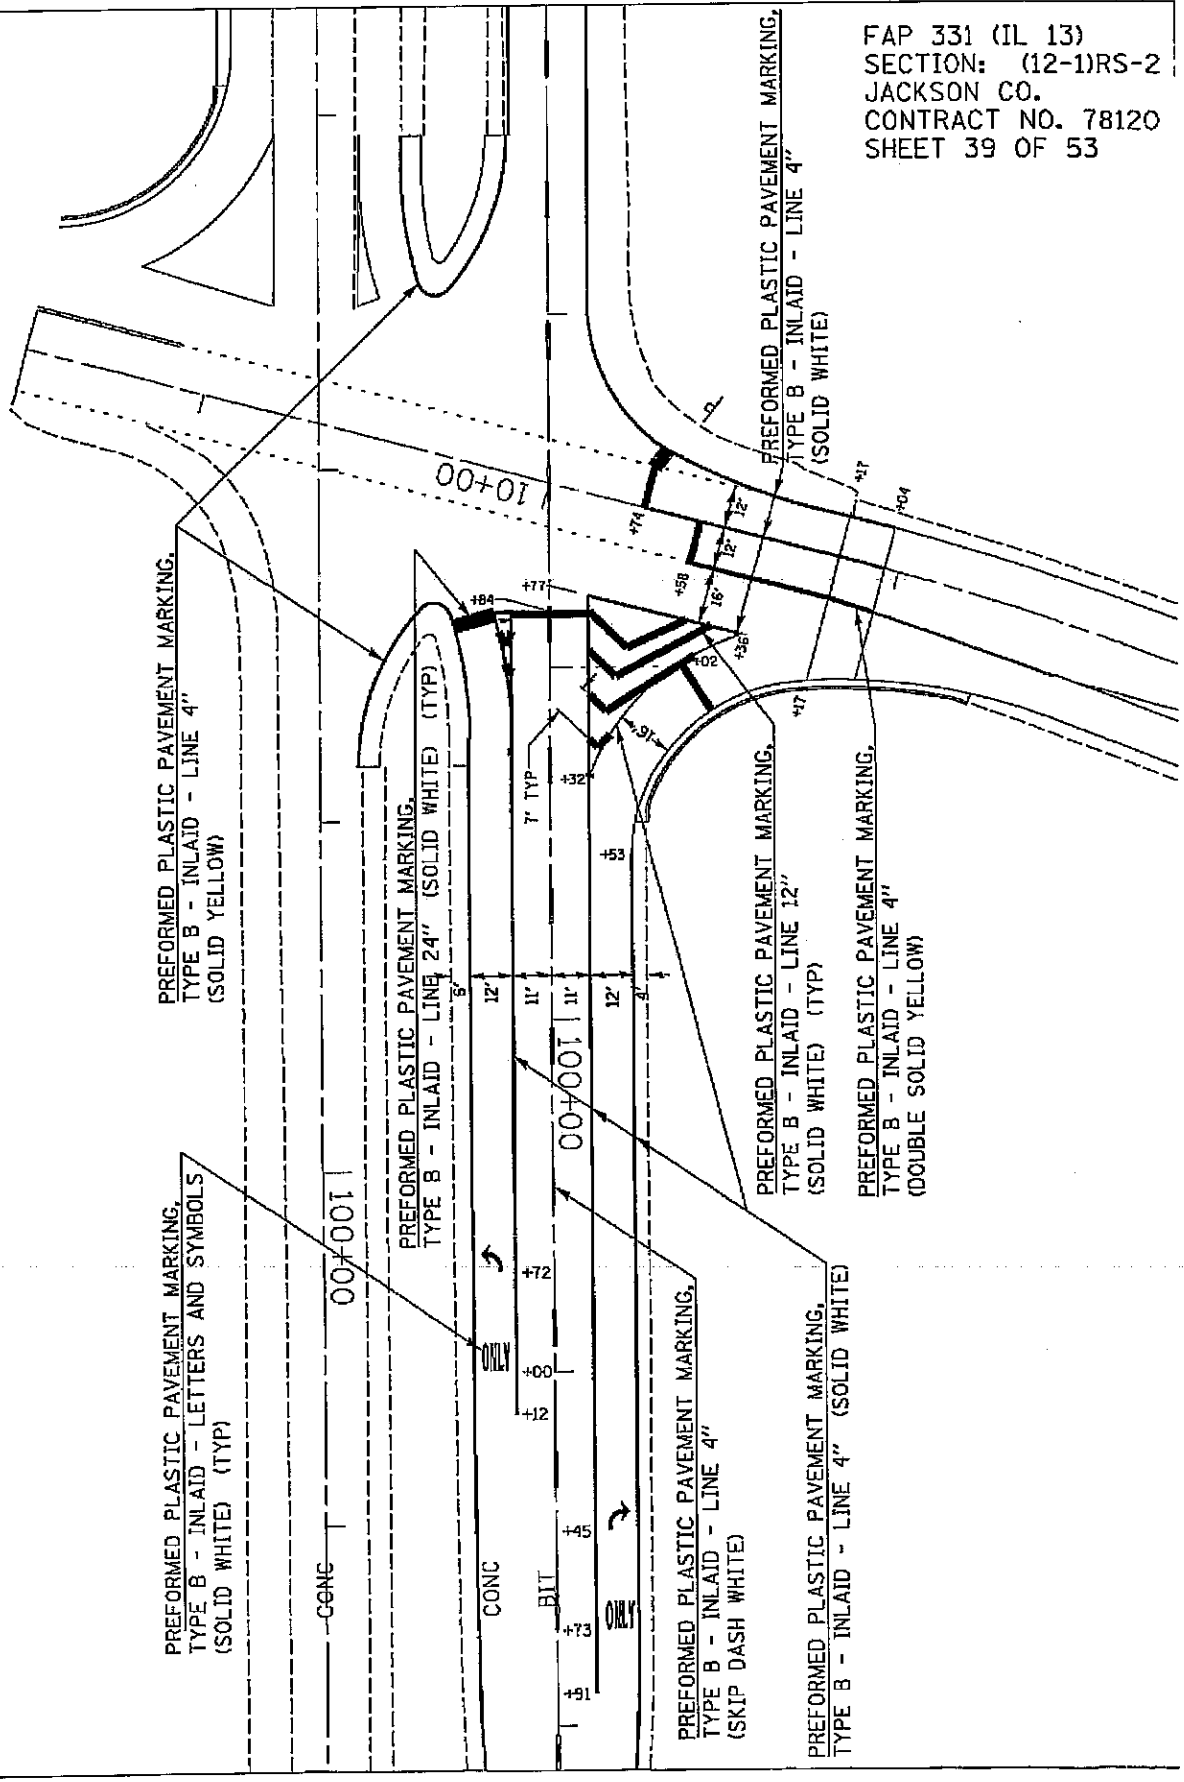 FAP 331 (IL 13)
SECTION: (12-1)RS-2
JACKSON CO.
CONTRACT NO. 78120
SHEET 39 OF 53
PREFORMED PLASTIC PAVEMENT MARKING,
TYPE B - INLAID - LINE 4"
(SOLID WHITE)
PREFORMED PLASTIC PAVEMENT MARKING,
TYPE B - INLAID - LINE 4"
(SOLID YELLOW)
PREFORMED PLASTIC PAVEMENT MARKING,
TYPE B - INLAID - LINE 24" (SOLID WHITE) (TYP)
PREFORMED PLASTIC PAVEMENT MARKING,
TYPE B - INLAID - LETTERS AND SYMBOLS
(SOLID WHITE) (TYP)
PREFORMED PLASTIC PAVEMENT MARKING,
TYPE B - INLAID - LINE 12"
(SOLID WHITE) (TYP)
PREFORMED PLASTIC PAVEMENT MARKING,
TYPE B - INLAID - LINE 4"
(DOUBLE SOLID YELLOW)
PREFORMED PLASTIC PAVEMENT MARKING,
TYPE B - INLAID - LINE 4"
(SKIP DASH WHITE)
PREFORMED PLASTIC PAVEMENT MARKING,
TYPE B - INLAID - LINE 4" (SOLID WHITE)
10+00
+74
+58
12'
12'
16'
+17
+04
+36
+02
+17
+84
+77
16'
7' TYP
+32
+53
6'
12'
11'
11'
12'
4'
100+00
100+00
+72
ONLY
+00
+12
+45
ONLY
+73
+91
CONC
CONC
BIT